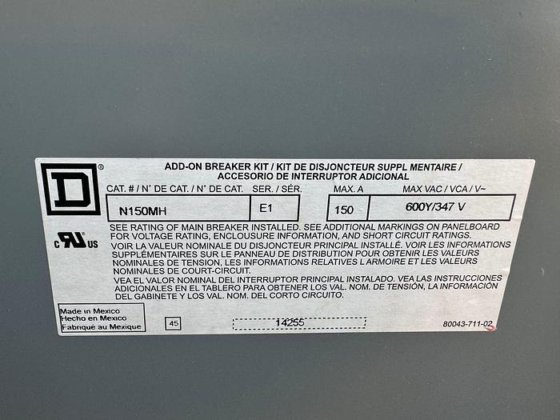 ADD-ON BREAKER KIT / KIT DE DISJONCTEUR SUPPL MENTAIRE /
ACCESORIO DE INTERRUPTOR ADICIONAL
CAT. # / N° DE CAT. / N° DE CAT. SER. / SÉR. MAX. A MAX VAC / VCA / V~
N150MH E1 150 600Y/347 V
SEE RATING OF MAIN BREAKER INSTALLED. SEE ADDITIONAL MARKINGS ON PANELBOARD
FOR VOLTAGE RATING, ENCLOSURE INFORMATION, AND SHORT CIRCUIT RATINGS.
VOIR LA VALEUR NOMINALE DU DISJONCTEUR PRINCIPAL INSTALLÉ. VOIR LES INFORMATIONS
SUPPLÉMENTAIRES SUR LE PANNEAU DE DISTRIBUTION POUR OBTENIR LES VALEURS
NOMINALES DE TENSION, LES INFORMATIONS RELATIVES L ARMOIRE ET LES VALEURS
NOMINALES DE COURT-CIRCUIT.
VEA EL VALOR NOMINAL DEL INTERRUPTOR PRINCIPAL INSTALADO. VEA LAS INSTRUCCIONES
ADICIONALES EN EL TABLERO PARA VALOR NOM. DE TENSIÓN, LA INFORMACIÓN
DEL GABINETE Y LOS VAL. NOM. DEL CORTO CIRCUITO.
D ®
c RU US
Made in Mexico
Hecho en Mexico
Fabriqué au Mexique
45
14255
80043-711-02